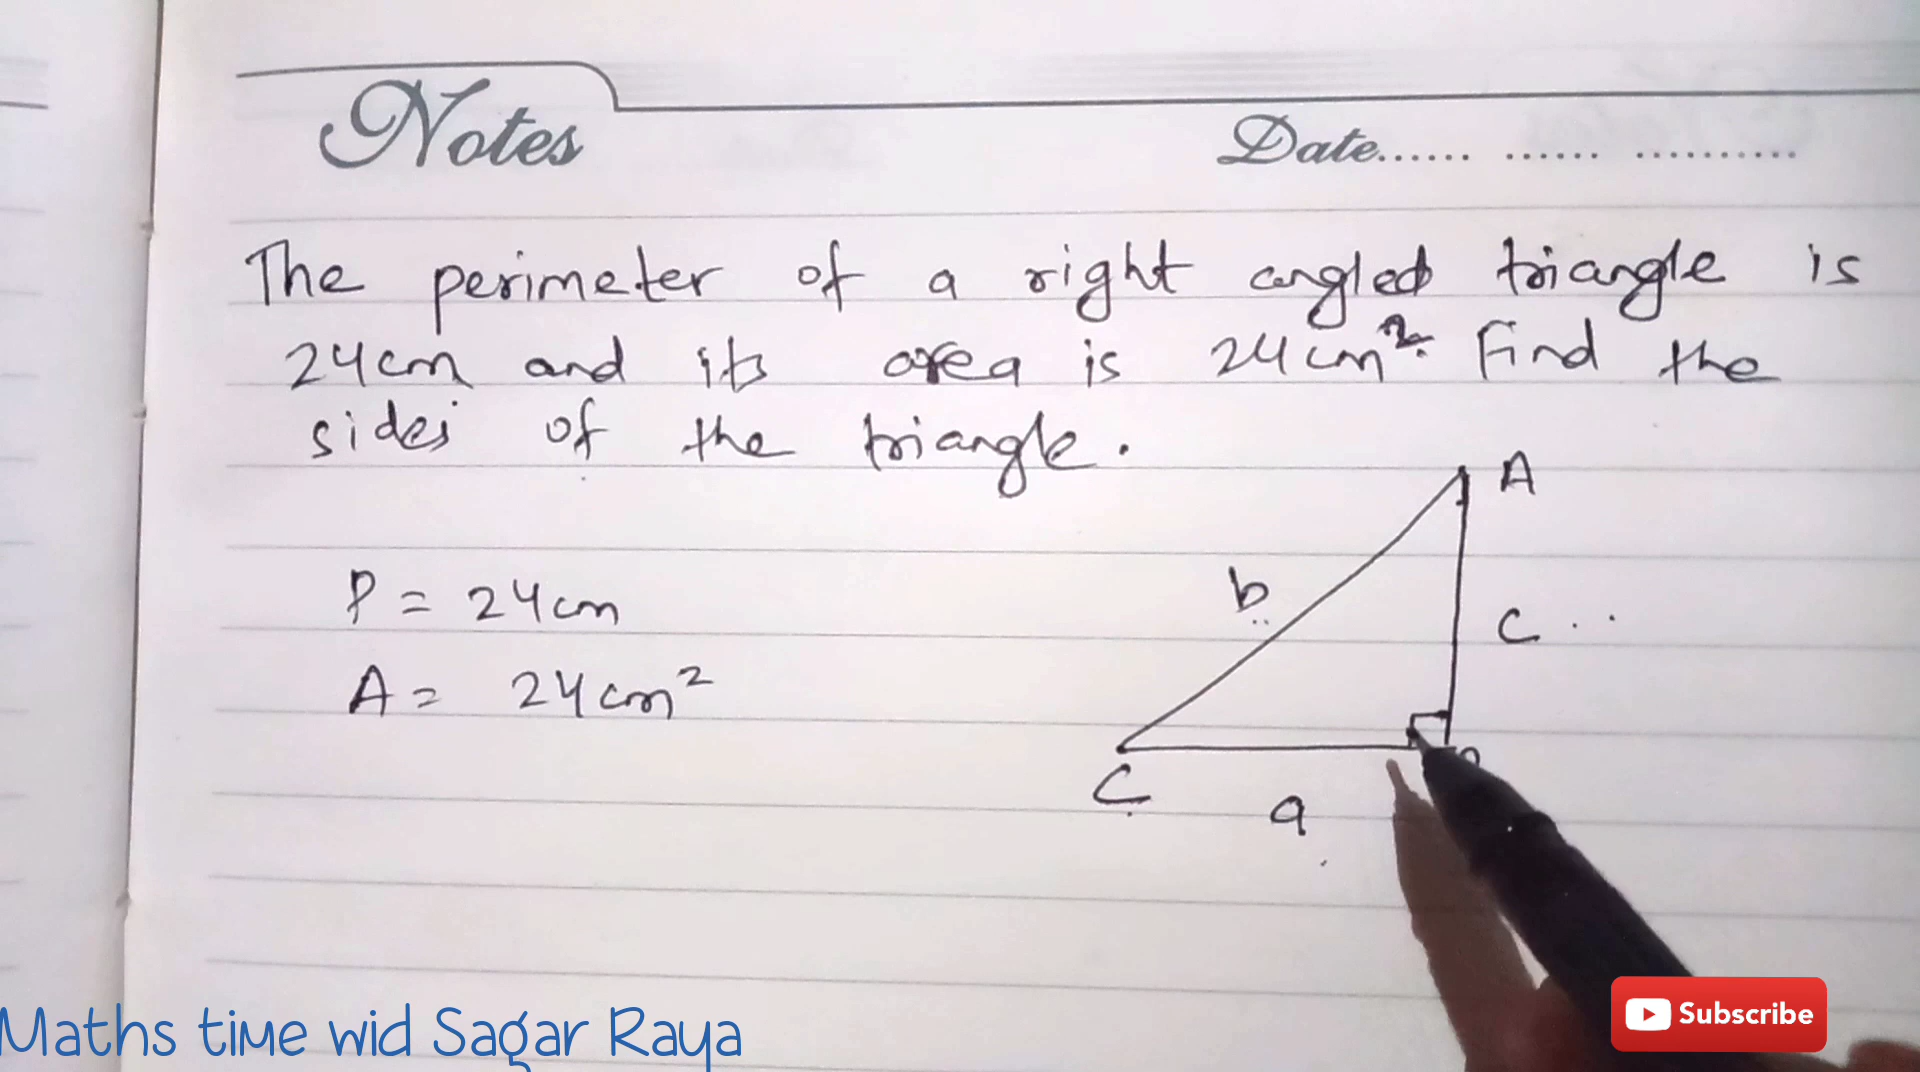 Notes
Date...... ...... ..........
The perimeter of a right angled triangle is
24cm and its area is 24cm². Find the
sides of the triangle.
A
P = 24cm
b
c
A = 24cm²
C
a
Maths time wid Sagar Raya
Subscribe